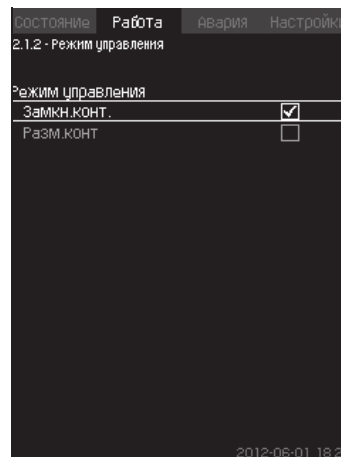 Состояние Работа Авария Настройки
2.1.2 - Режим управления
Режим управления
Замкн.конт.
Разм.конт
2012-06-01 18:2